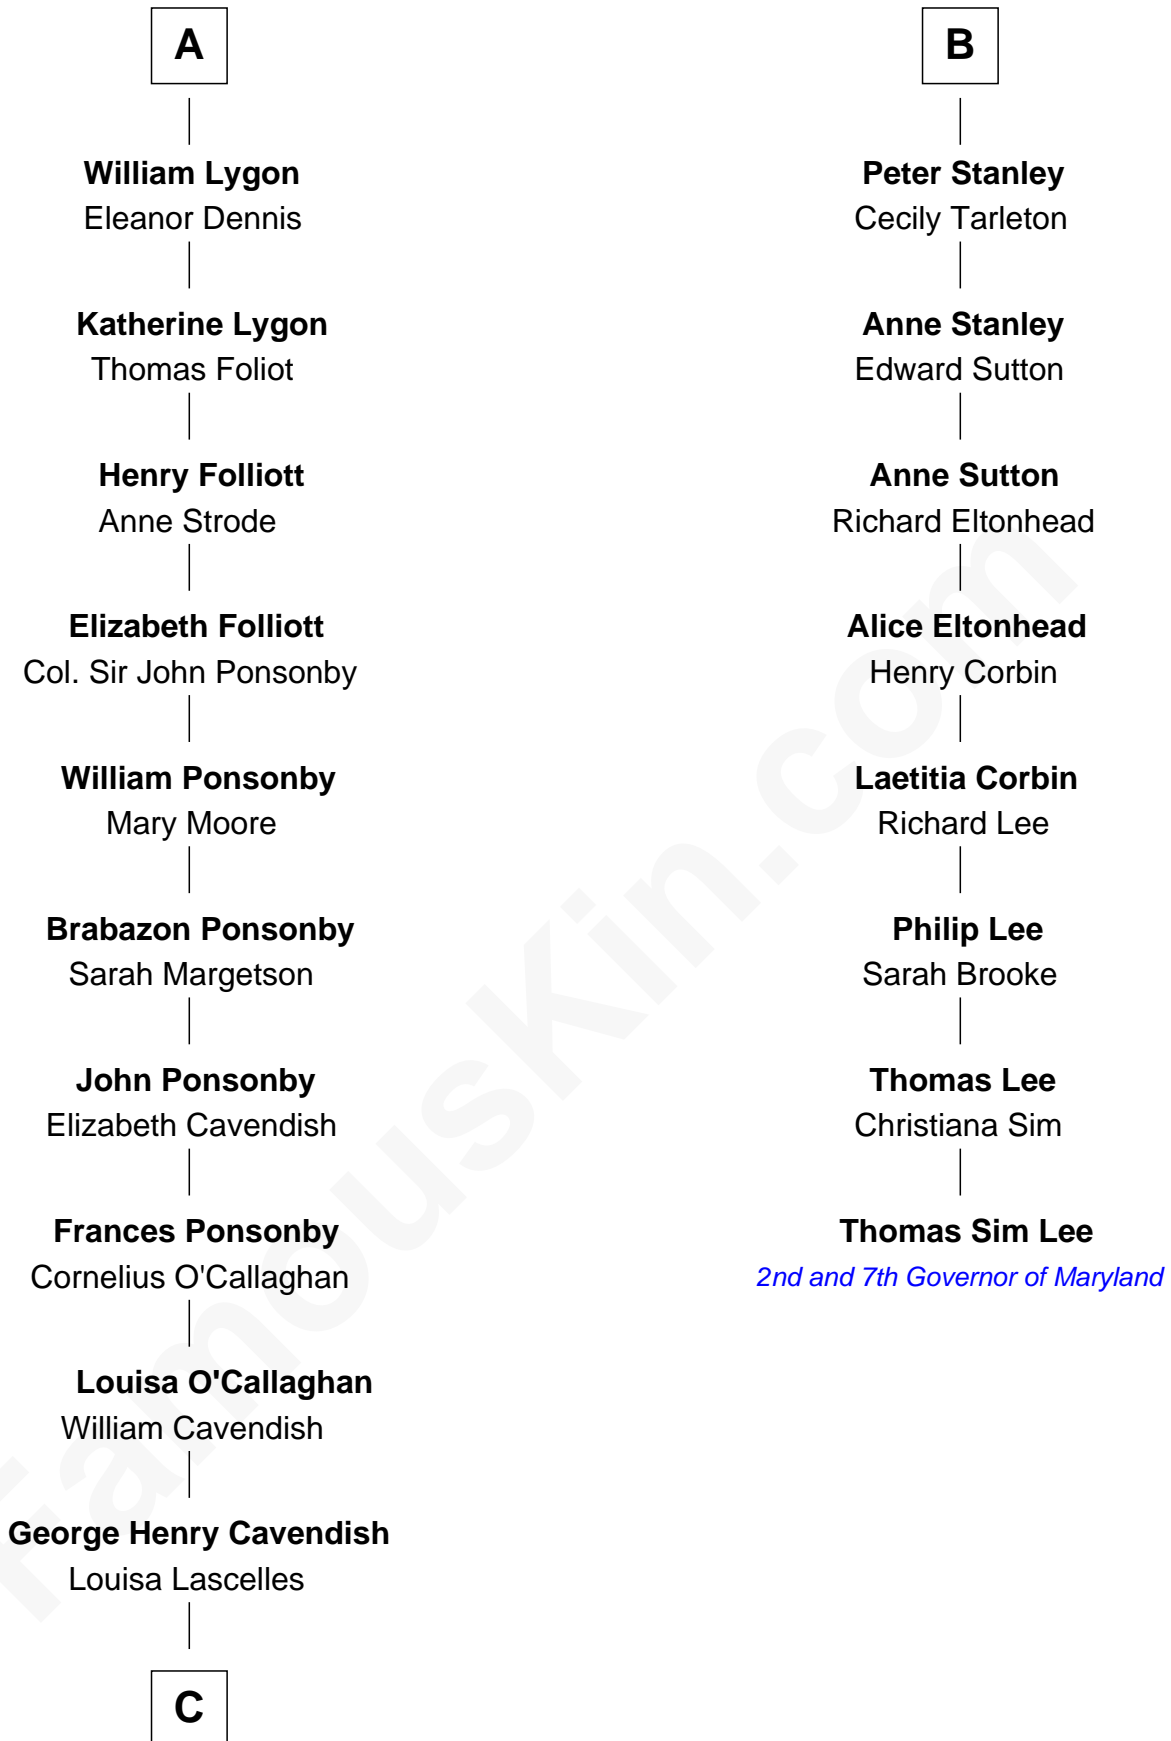 A
William Lygon
Eleanor Dennis
Katherine Lygon
Thomas Foliot
Henry Folliott
Anne Strode
Elizabeth Folliott
Col. Sir John Ponsonby
William Ponsonby
Mary Moore
Brabazon Ponsonby
Sarah Margetson
John Ponsonby
Elizabeth Cavendish
Frances Ponsonby
Cornelius O'Callaghan
Louisa O'Callaghan
William Cavendish
George Henry Cavendish
Louisa Lascelles
C
B
Peter Stanley
Cecily Tarleton
Anne Stanley
Edward Sutton
Anne Sutton
Richard Eltonhead
Alice Eltonhead
Henry Corbin
Laetitia Corbin
Richard Lee
Philip Lee
Sarah Brooke
Thomas Lee
Christiana Sim
Thomas Sim Lee
2nd and 7th Governor of Maryland
FamousKin.com